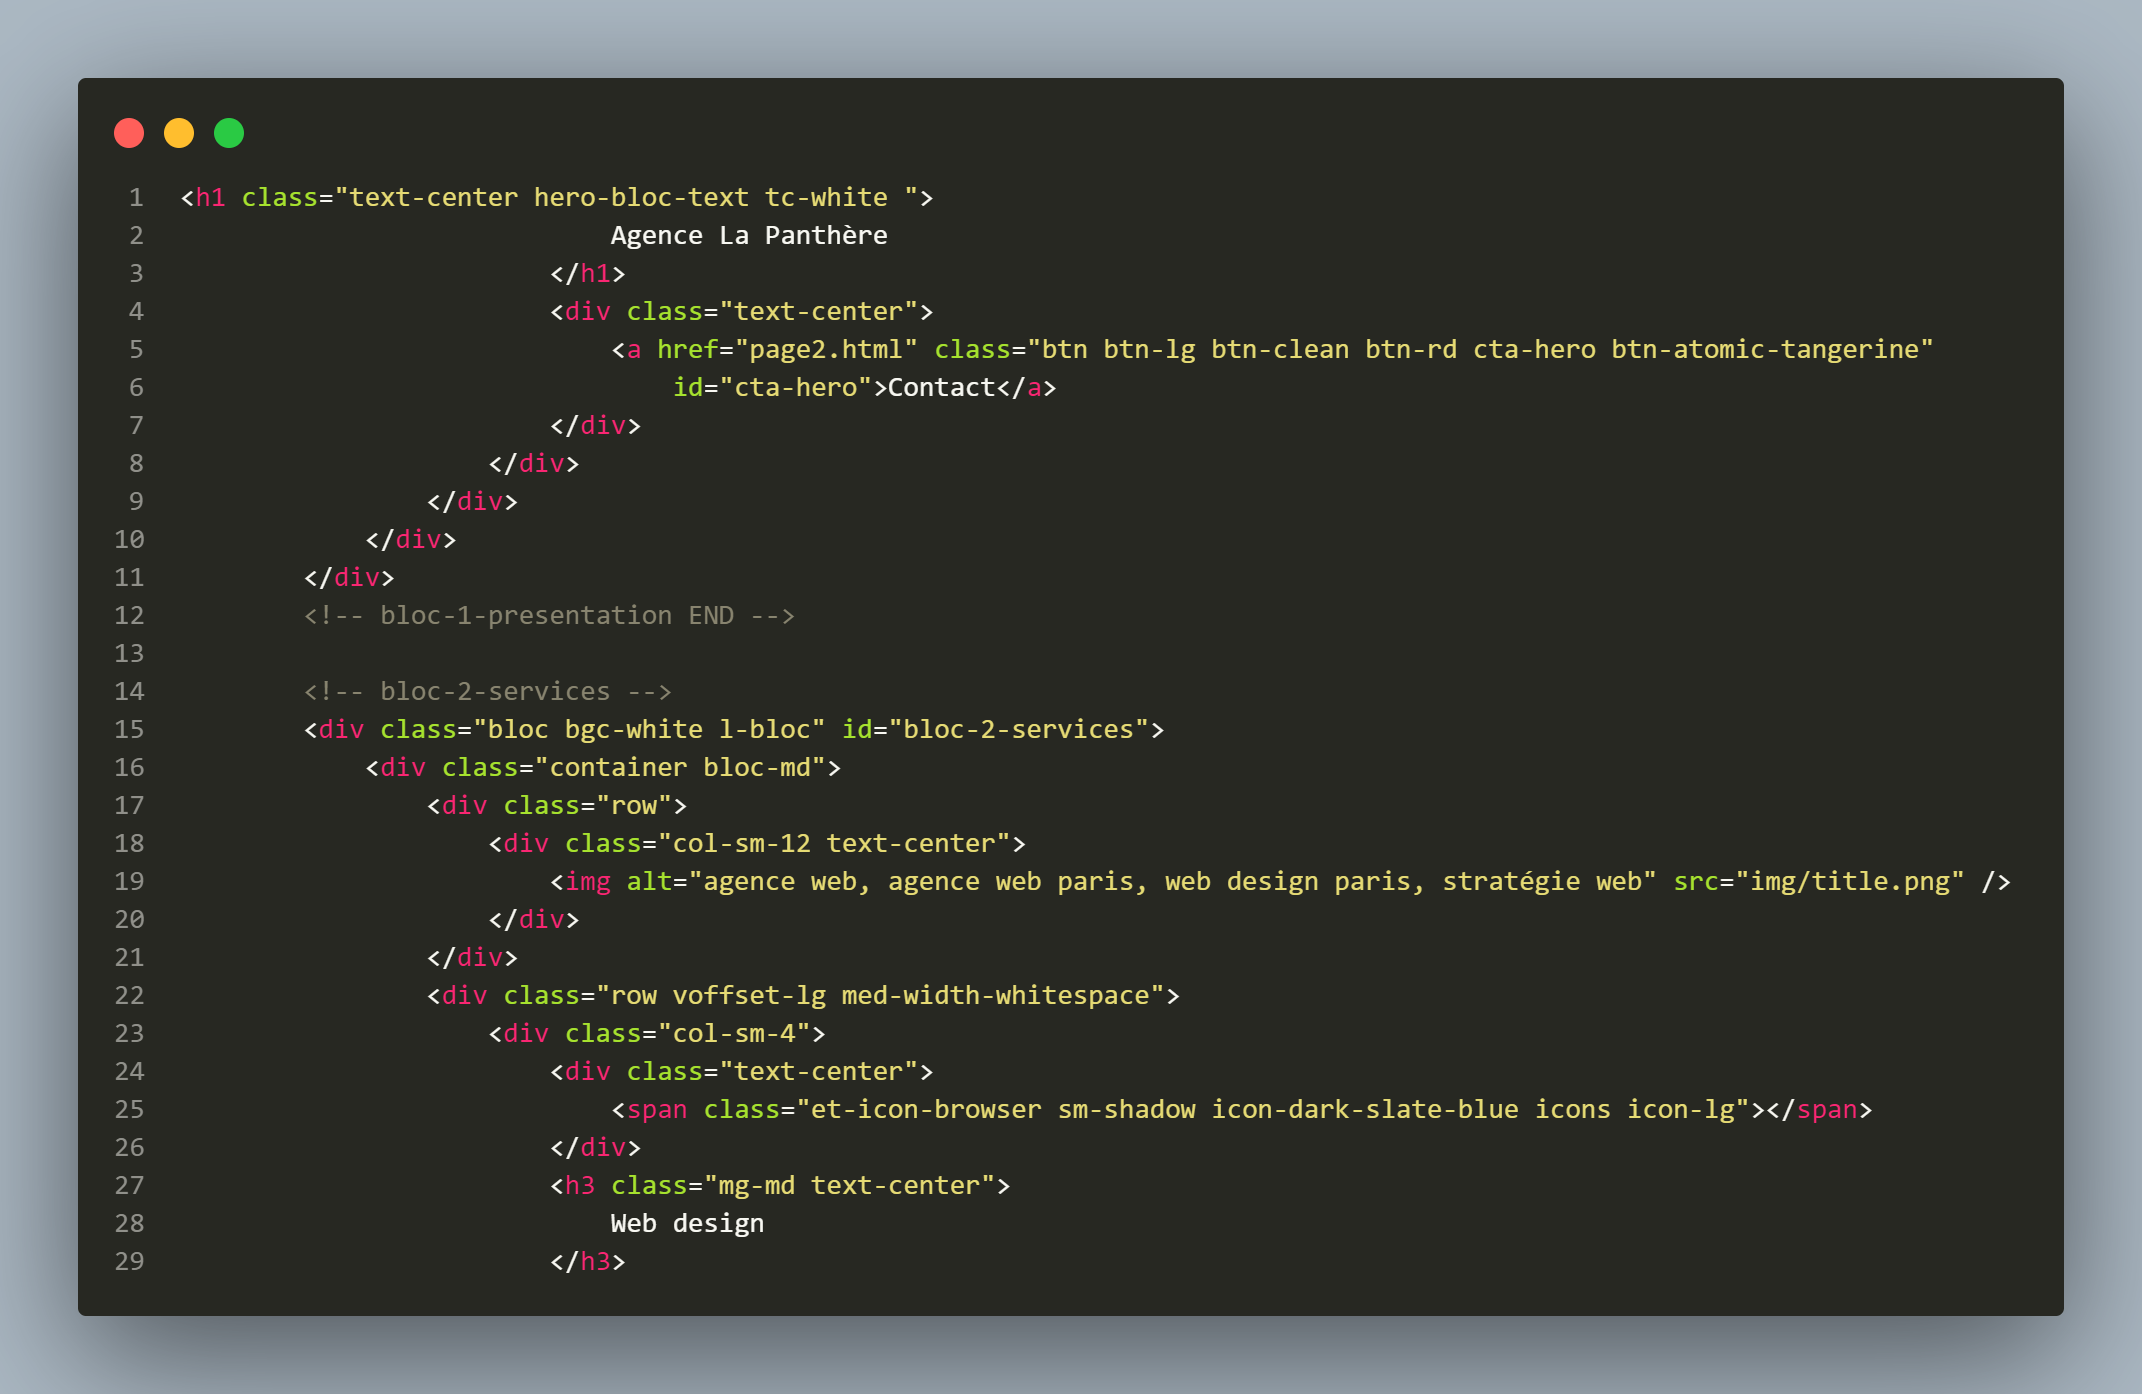 1 <h1 class="text-center hero-bloc-text tc-white ">
2 Agence La Panthère
3 </h1>
4 <div class="text-center">
5 <a href="page2.html" class="btn btn-lg btn-clean btn-rd cta-hero btn-atomic-tangerine"
6 id="cta-hero">Contact</a>
7 </div>
8 </div>
9 </div>
10 </div>
11 </div>
12 <!-- bloc-1-presentation END -->
13
14 <!-- bloc-2-services -->
15 <div class="bloc bgc-white l-bloc" id="bloc-2-services">
16 <div class="container bloc-md">
17 <div class="row">
18 <div class="col-sm-12 text-center">
19 <img alt="agence web, agence web paris, web design paris, stratégie web" src="img/title.png" />
20 </div>
21 </div>
22 <div class="row voffset-lg med-width-whitespace">
23 <div class="col-sm-4">
24 <div class="text-center">
25 <span class="et-icon-browser sm-shadow icon-dark-slate-blue icons icon-lg"></span>
26 </div>
27 <h3 class="mg-md text-center">
28 Web design
29 </h3>